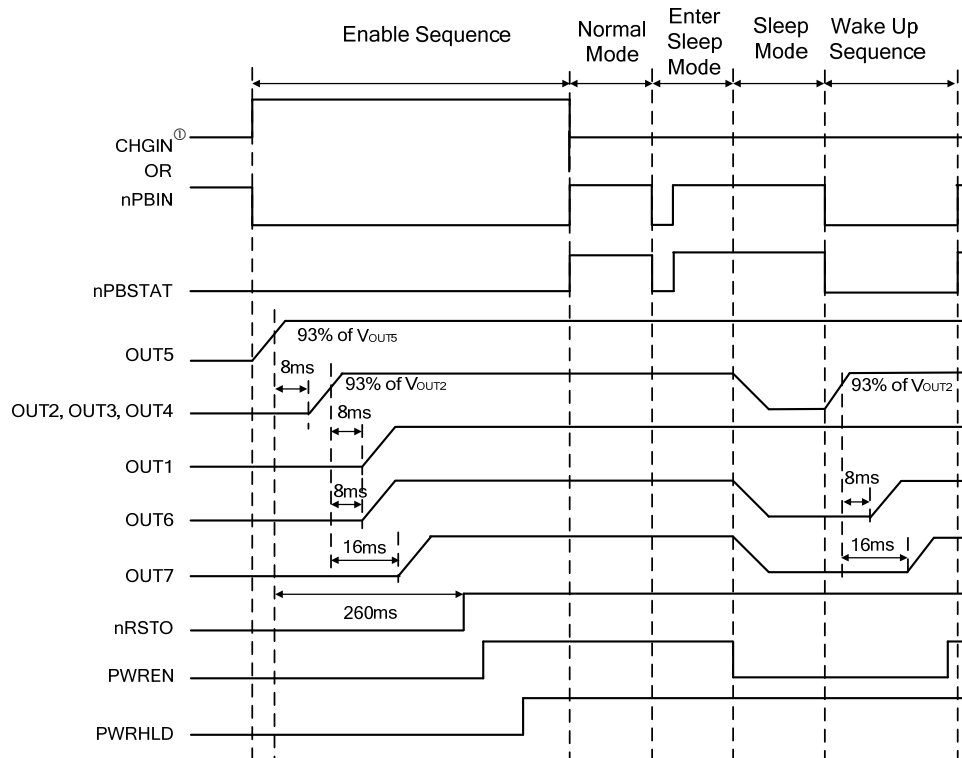 Enable Sequence
Normal
Mode
Enter
Sleep
Mode
Sleep
Mode
Wake Up
Sequence
CHGIN①
OR
nPBIN
nPBSTAT
OUT5
93% of VOUT5
8ms
OUT2, OUT3, OUT4
93% of VOUT2
93% of VOUT2
8ms
OUT1
8ms
8ms
OUT6
16ms
16ms
OUT7
260ms
nRSTO
PWREN
PWRHLD